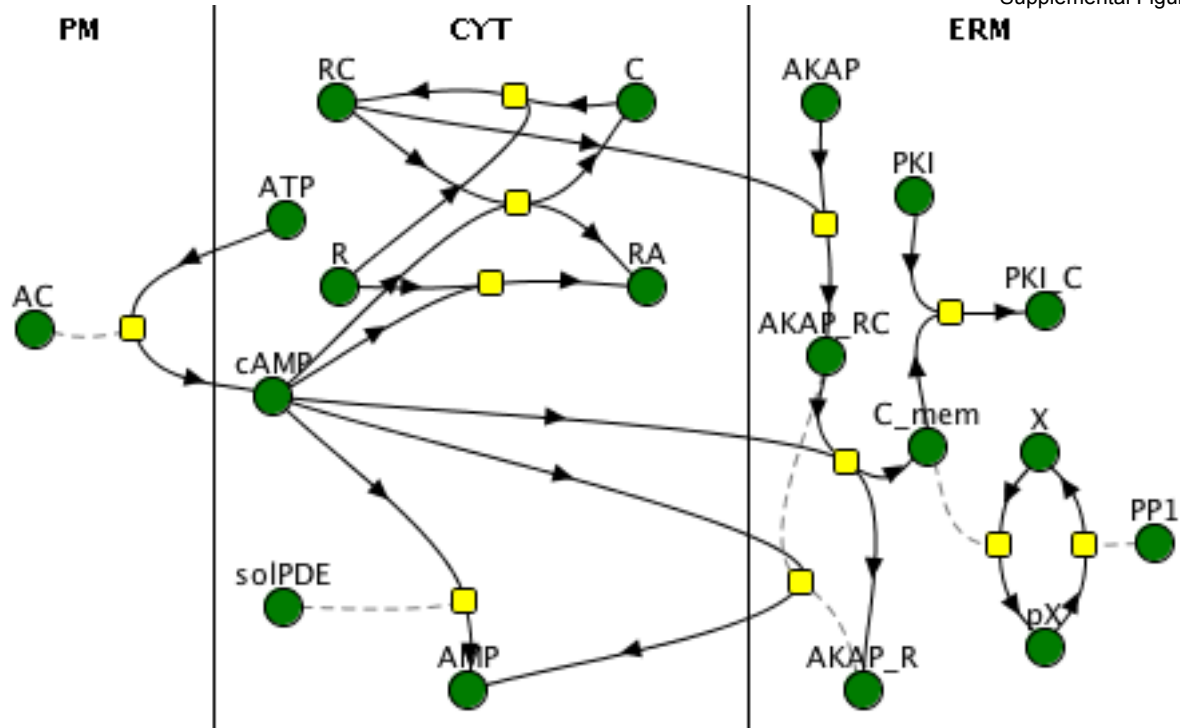 Supplemental Figur
PM
CYT
ERM
RC
C
AKAP
PKI
ATP
R
RA
PKI_C
AC
AKAP_RC
cAMP
C_mem
X
PP1
solPDE
pX
AMP
AKAP_R